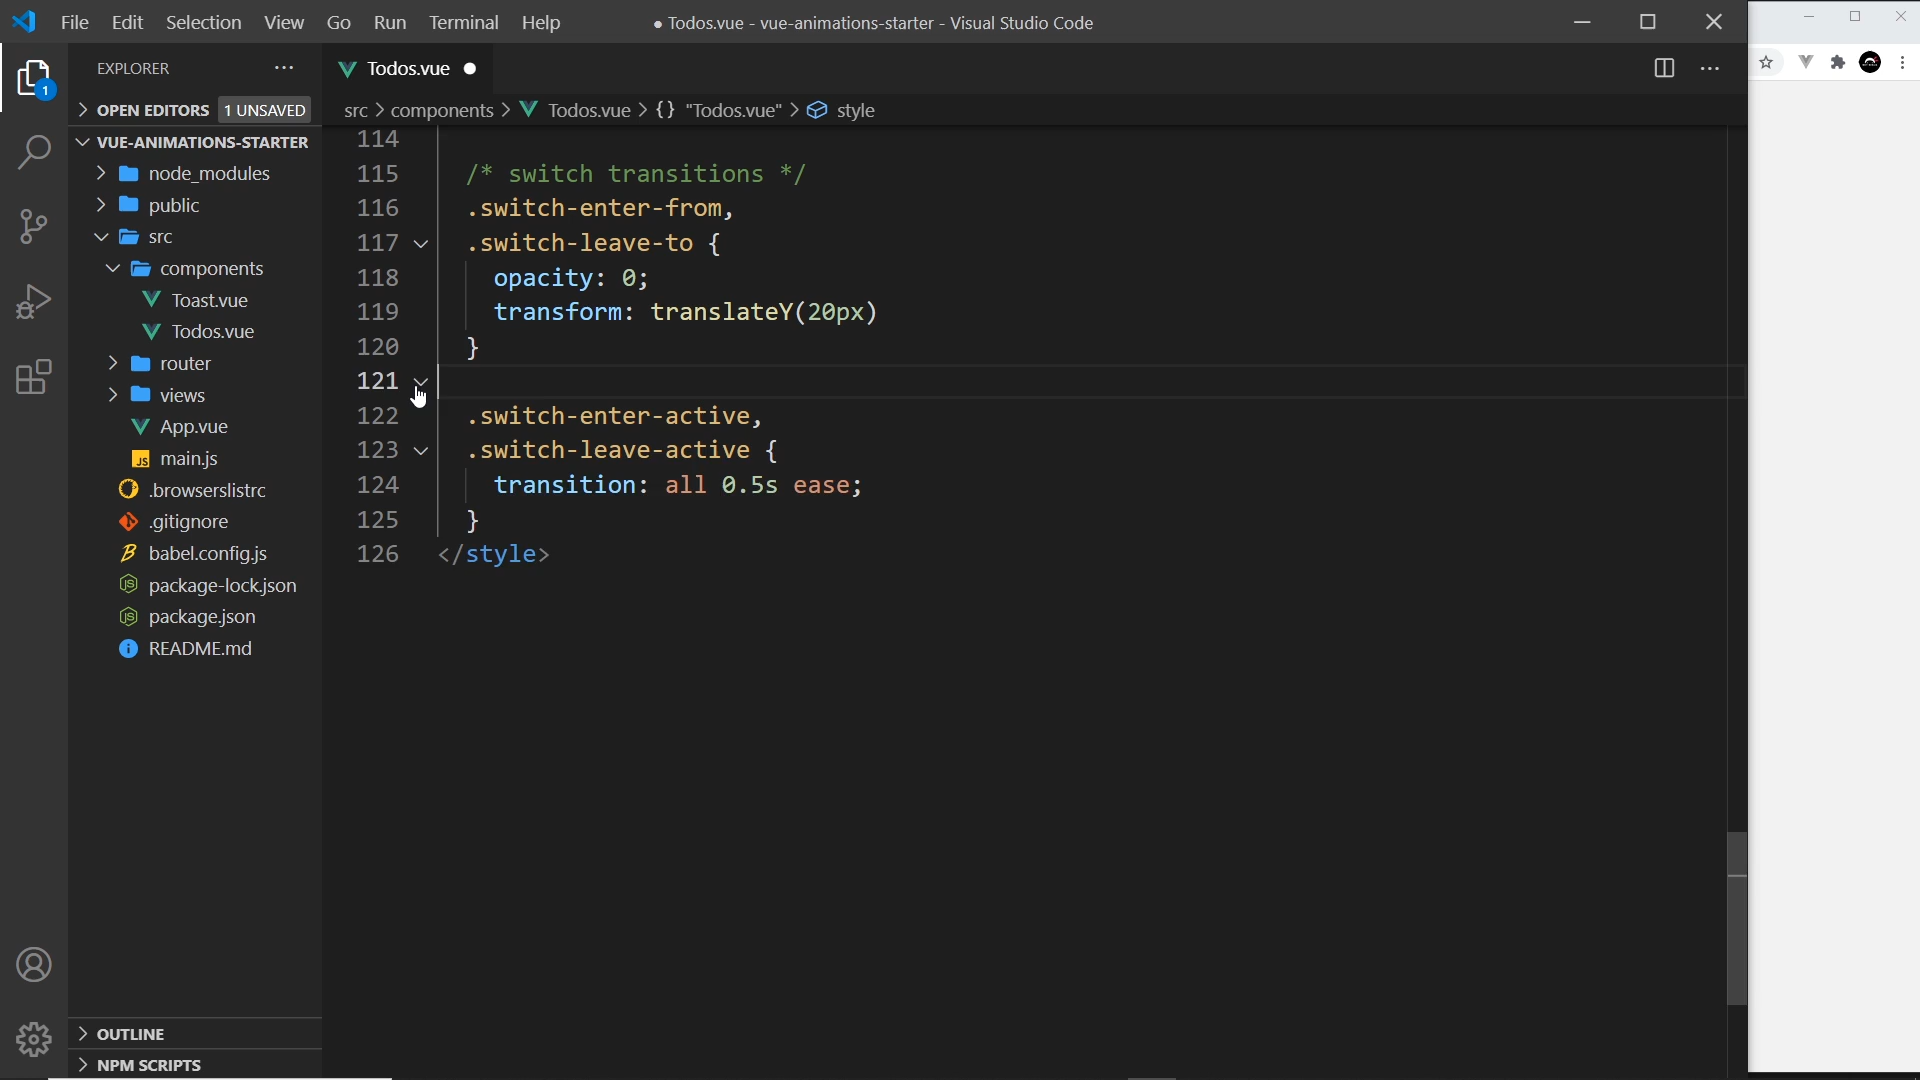 File Edit Selection View Go Run Terminal Help
● Todos.vue - vue-animations-starter - Visual Studio Code
EXPLORER
1
OPEN EDITORS 1 UNSAVED
VUE-ANIMATIONS-STARTER
node_modules
public
src
components
Toast.vue
Todos.vue
router
views
App.vue
JS main.js
.browserslistrc
.gitignore
babel.config.js
package-lock.json
package.json
README.md
OUTLINE
NPM SCRIPTS
Todos.vue ●
src > components > Todos.vue > {} "Todos.vue" > style
114
115 /* switch transitions */
116 .switch-enter-from,
117 .switch-leave-to {
118 opacity: 0;
119 transform: translateY(20px)
120 }
121
122 .switch-enter-active,
123 .switch-leave-active {
124 transition: all 0.5s ease;
125 }
126 </style>